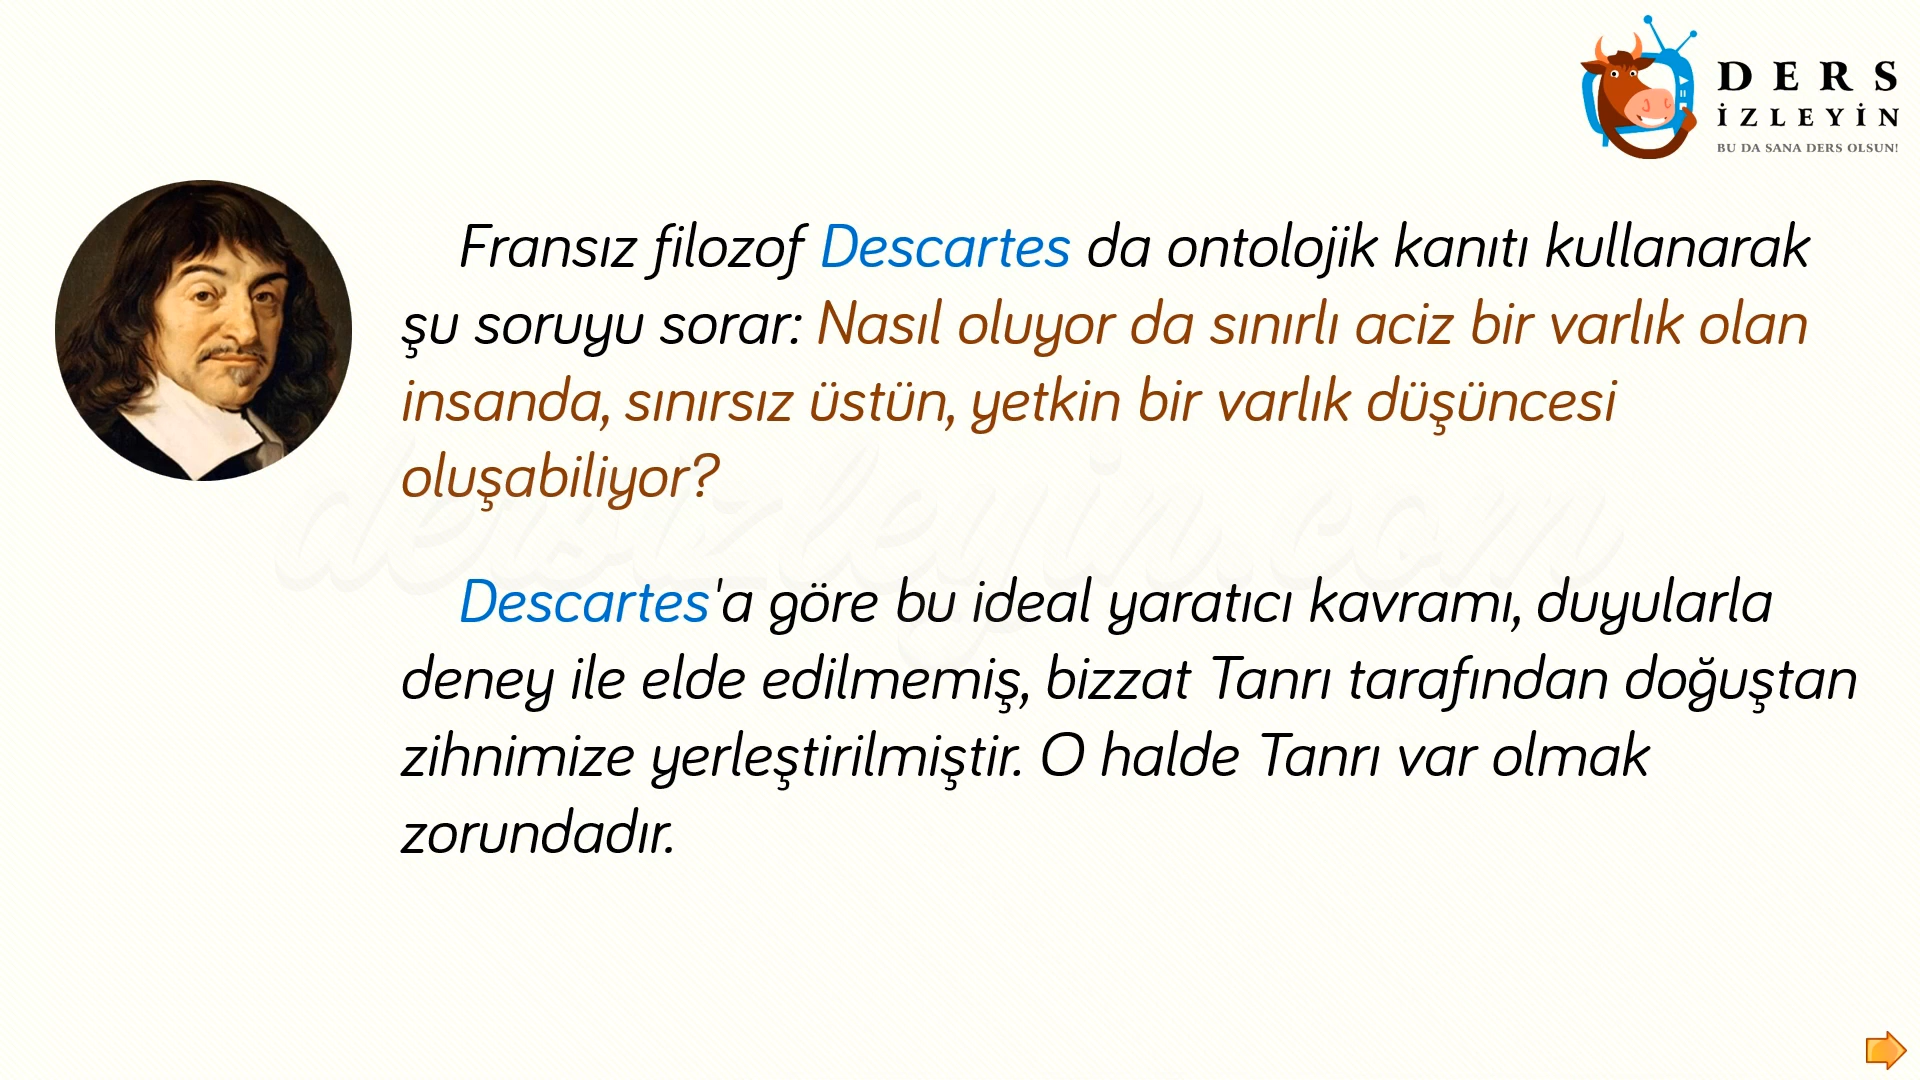 DERS
İZLEYİN
BU DA SANA DERS OLSUN!
Fransız filozof Descartes da ontolojik kanıtı kullanarak
şu soruyu sorar: Nasıl oluyor da sınırlı aciz bir varlık olan
insanda, sınırsız üstün, yetkin bir varlık düşüncesi
oluşabiliyor?
dersizleyin.com
Descartes'a göre bu ideal yaratıcı kavramı, duyularla
deney ile elde edilmemiş, bizzat Tanrı tarafından doğuştan
zihnimize yerleştirilmiştir. O halde Tanrı var olmak
zorundadır.